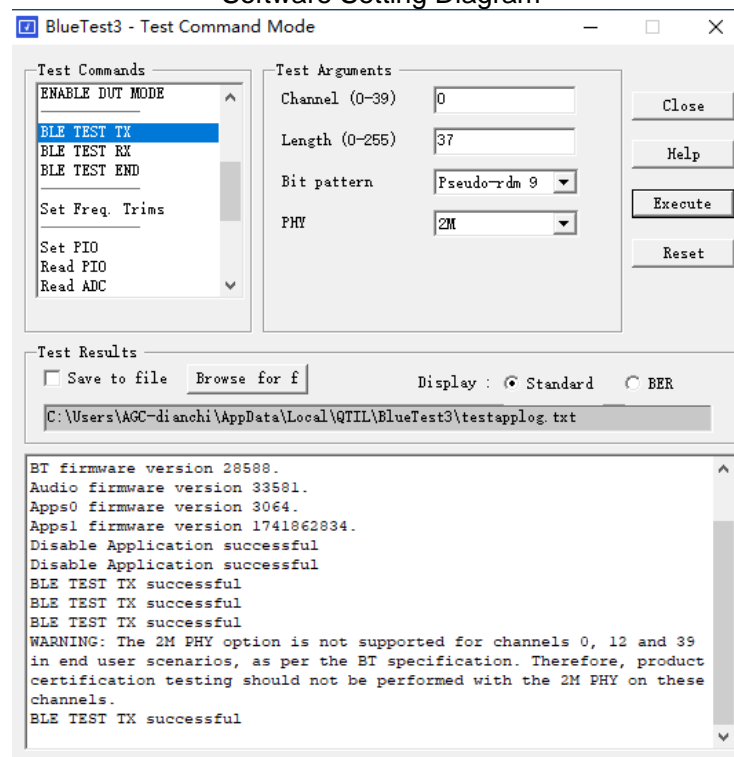 Software Setting Diagram
BlueTest3 - Test Command Mode
Test Commands
ENABLE DUT MODE
BLE TEST TX
BLE TEST RX
BLE TEST END
Set Freq. Trims
Set PIO
Read PIO
Read ADC
Test Arguments
Channel (0-39) 0
Length (0-255) 37
Bit pattern Pseudo-rdm 9
PHY 2M
Close
Help
Execute
Reset
Test Results
Save to file Browse for f Display : Standard BER
C:\Users\AGC-dianchi\AppData\Local\QTIL\BlueTest3\testapplog.txt
BT firmware version 28588.
Audio firmware version 33581.
Apps0 firmware version 3064.
Apps1 firmware version 1741862834.
Disable Application successful
Disable Application successful
BLE TEST TX successful
BLE TEST TX successful
BLE TEST TX successful
WARNING: The 2M PHY option is not supported for channels 0, 12 and 39
in end user scenarios, as per the BT specification. Therefore, product
certification testing should not be performed with the 2M PHY on these
channels.
BLE TEST TX successful